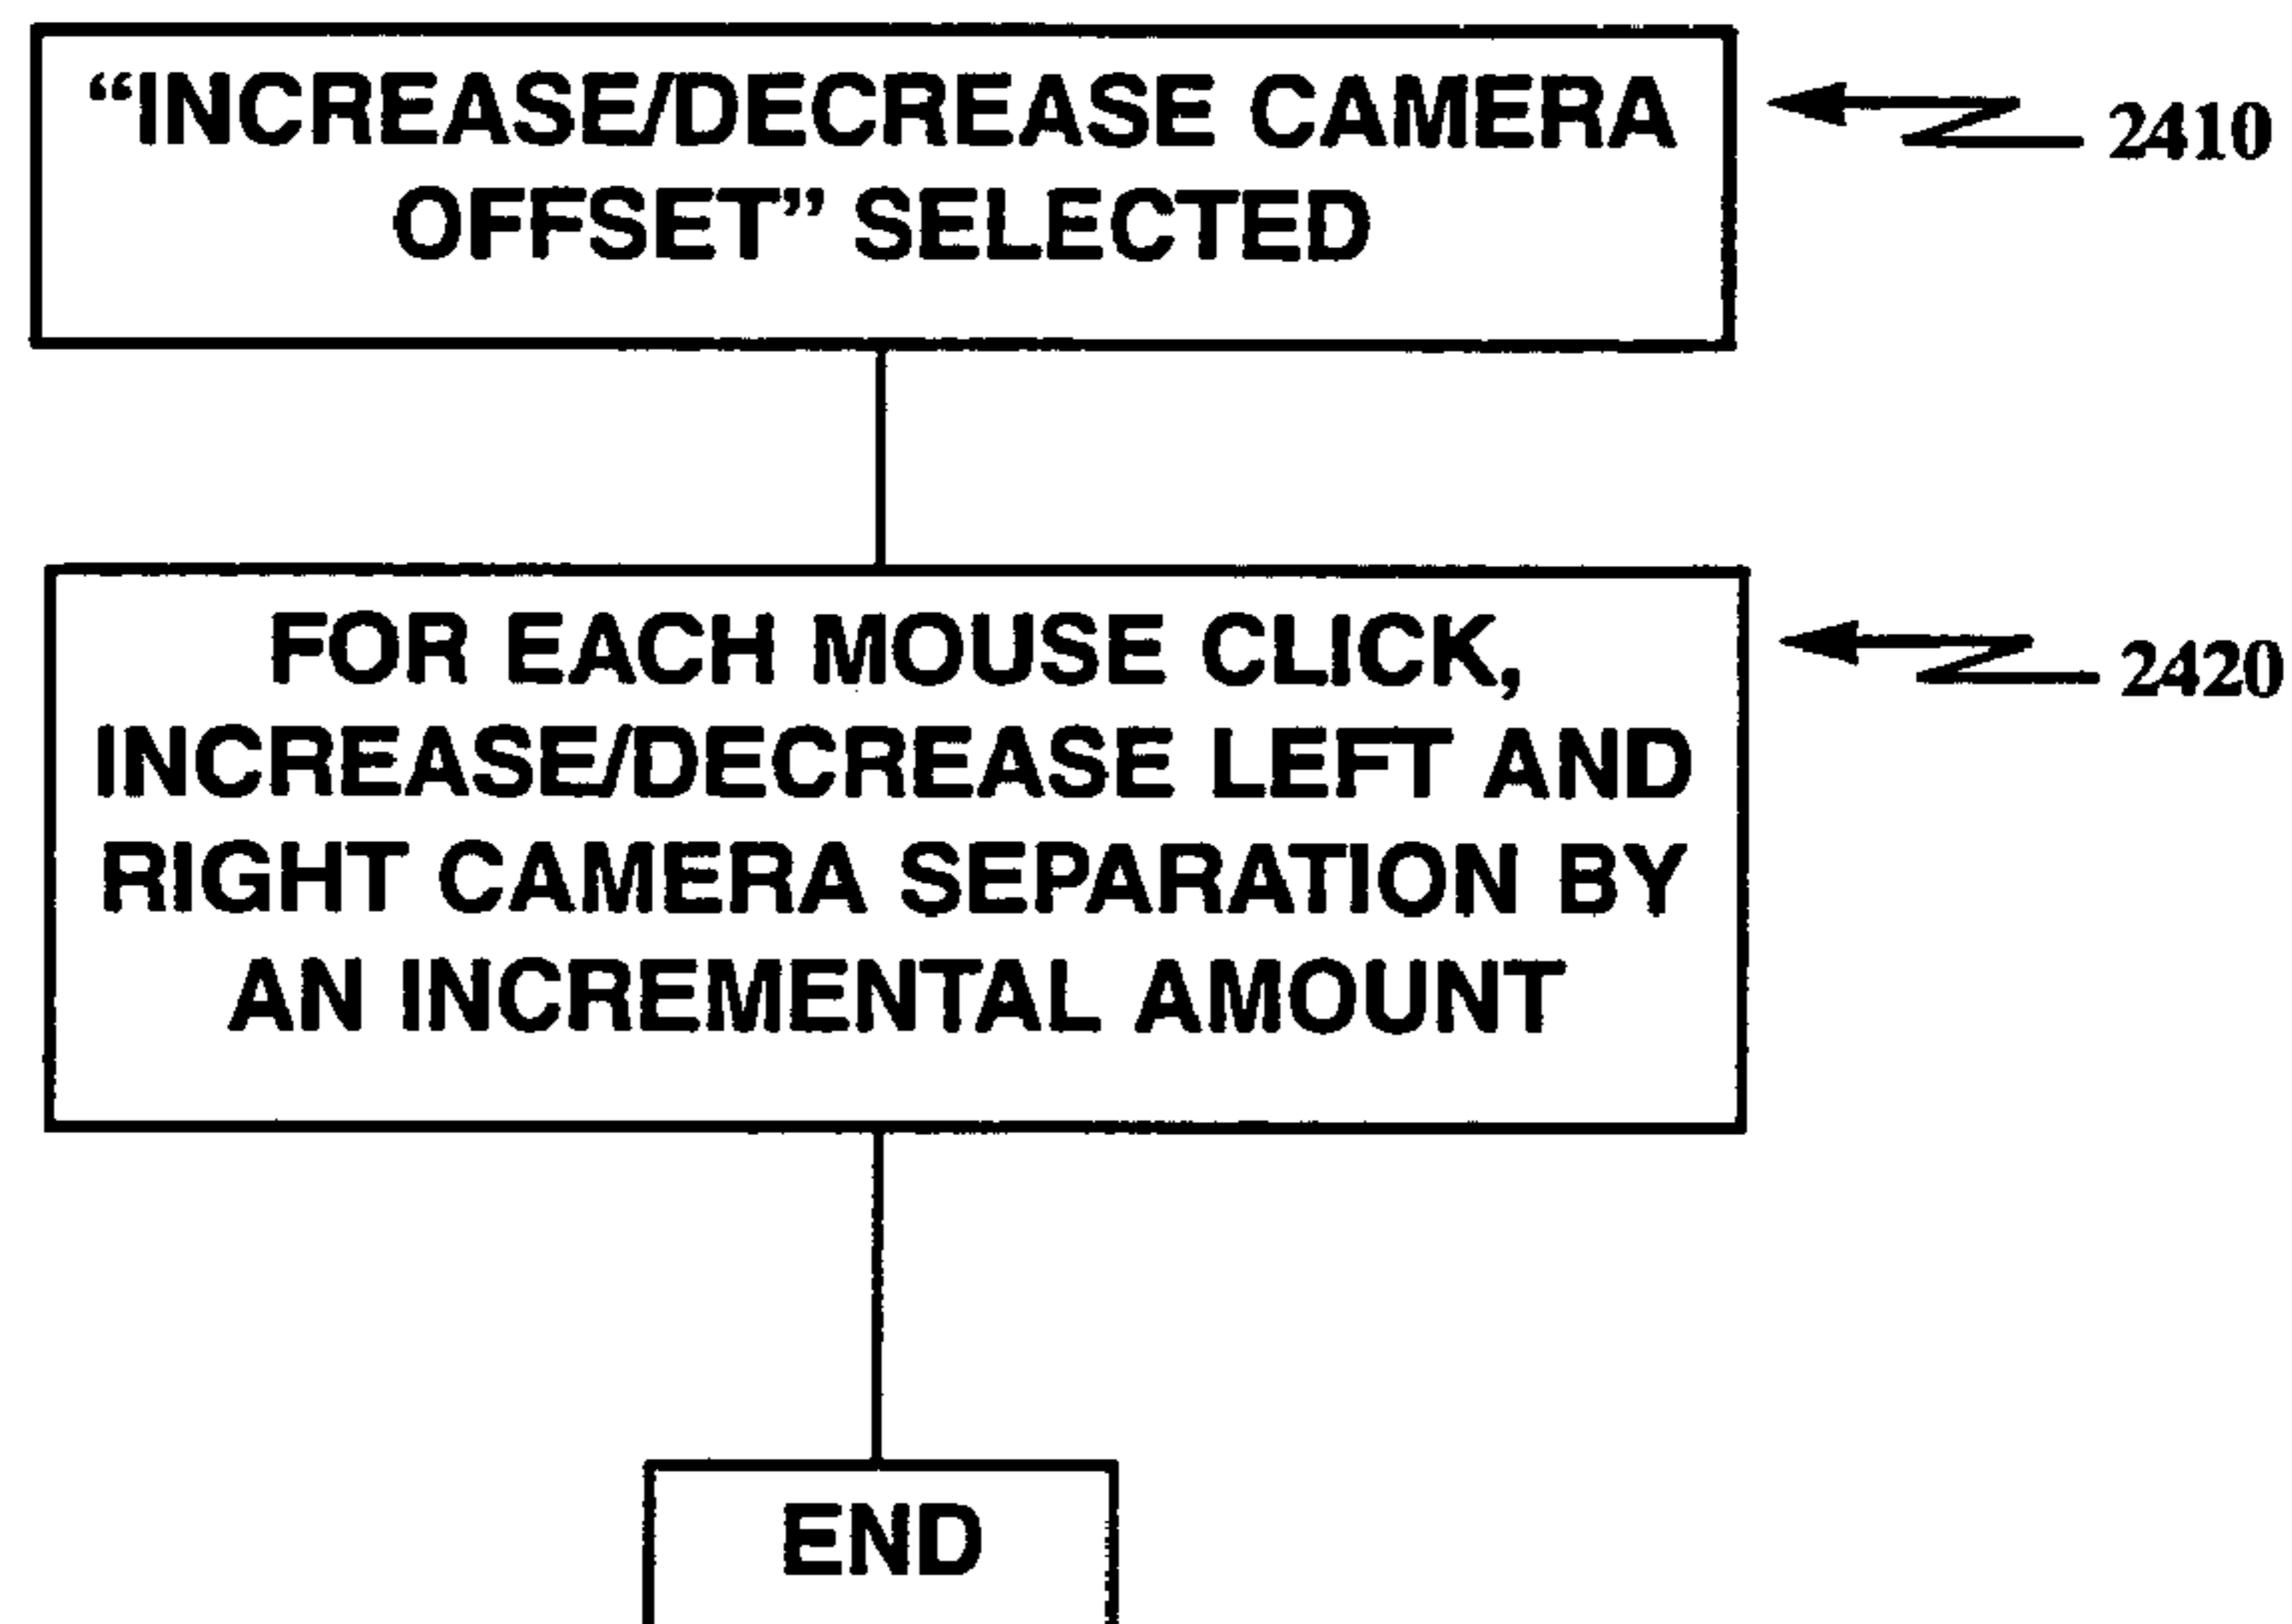 “INCREASE/DECREASE CAMERA
OFFSET” SELECTED
2410
FOR EACH MOUSE CLICK,
INCREASE/DECREASE LEFT AND
RIGHT CAMERA SEPARATION BY
AN INCREMENTAL AMOUNT
2420
END